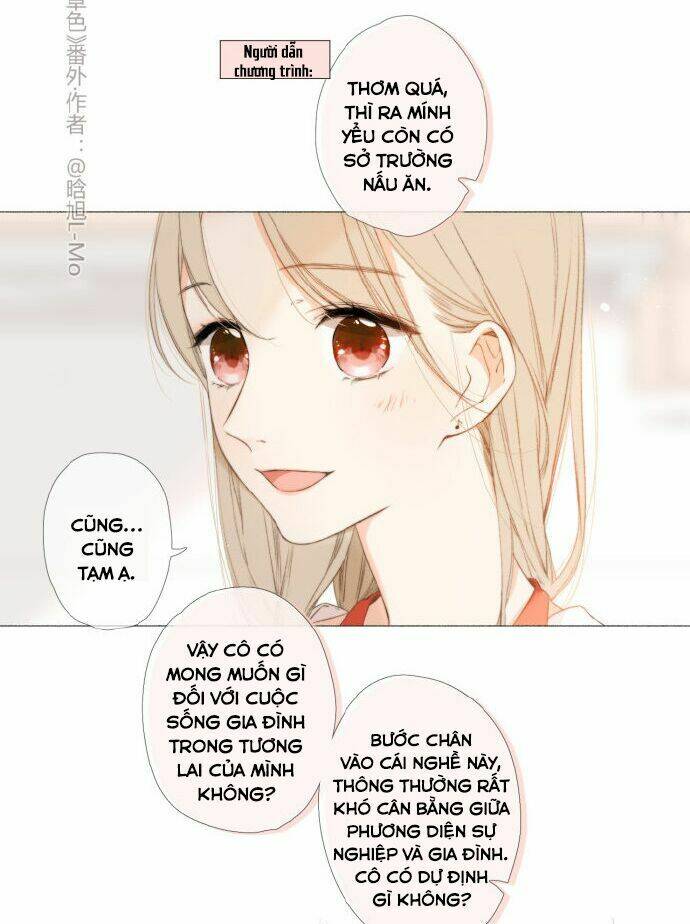 Người dẫn
chương trình:
THƠM QUÁ,
THÌ RA MÍNH
YỂU CÒN CÓ
SỞ TRƯỜNG
NẤU ĂN.
CŨNG...
CŨNG
TẠM Ạ.
VẬY CÔ CÓ
MONG MUỐN GÌ
ĐỐI VỚI CUỘC
SỐNG GIA ĐÌNH
TRONG TƯƠNG
LAI CỦA MÌNH
KHÔNG?
BƯỚC CHÂN
VÀO CÁI NGHỀ NÀY,
THÔNG THƯỜNG RẤT
KHÓ CÂN BẰNG GIỮA
PHƯƠNG DIỆN SỰ
NGHIỆP VÀ GIA ĐÌNH.
CÔ CÓ DỰ ĐỊNH
GÌ KHÔNG?
草色》番外·作者：@晗旭L-Mo